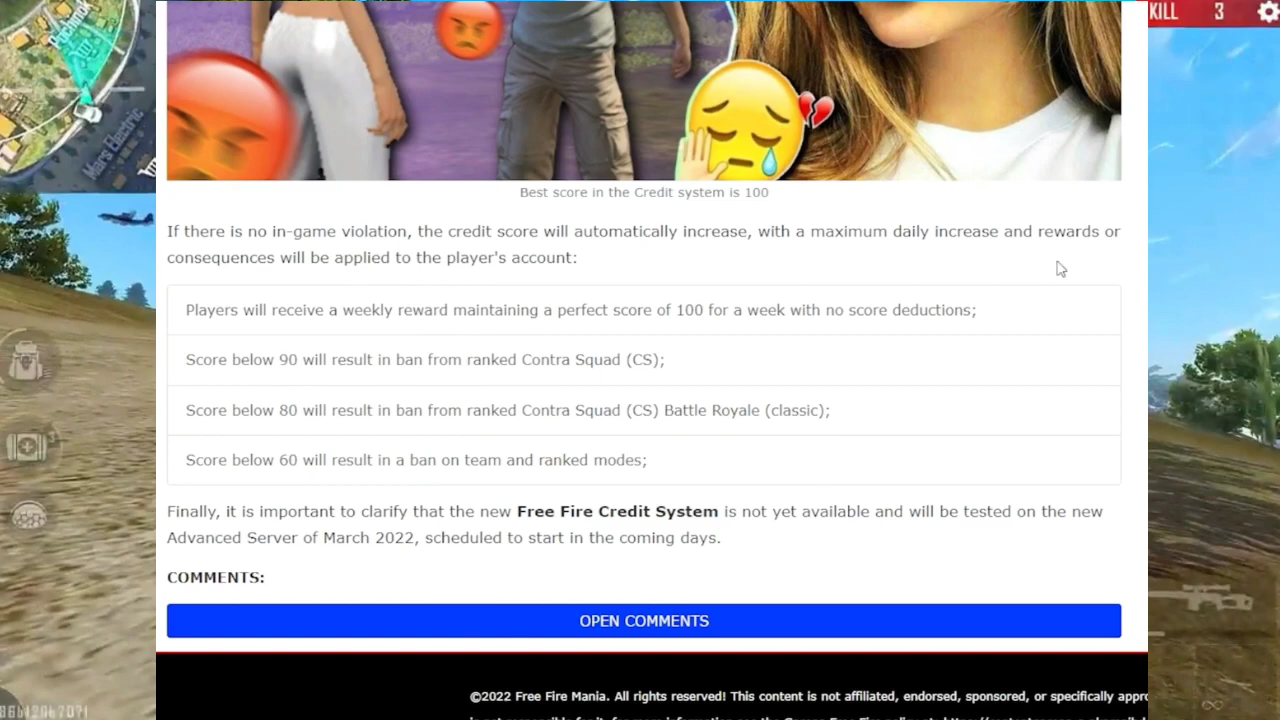 KILL 3
Mars Electric
Best score in the Credit system is 100
If there is no in-game violation, the credit score will automatically increase, with a maximum daily increase and rewards or
consequences will be applied to the player's account:
Players will receive a weekly reward maintaining a perfect score of 100 for a week with no score deductions;
Score below 90 will result in ban from ranked Contra Squad (CS);
Score below 80 will result in ban from ranked Contra Squad (CS) Battle Royale (classic);
Score below 60 will result in a ban on team and ranked modes;
Finally, it is important to clarify that the new Free Fire Credit System is not yet available and will be tested on the new
Advanced Server of March 2022, scheduled to start in the coming days.
COMMENTS:
OPEN COMMENTS
©2022 Free Fire Mania. All rights reserved! This content is not affiliated, endorsed, sponsored, or specifically appro